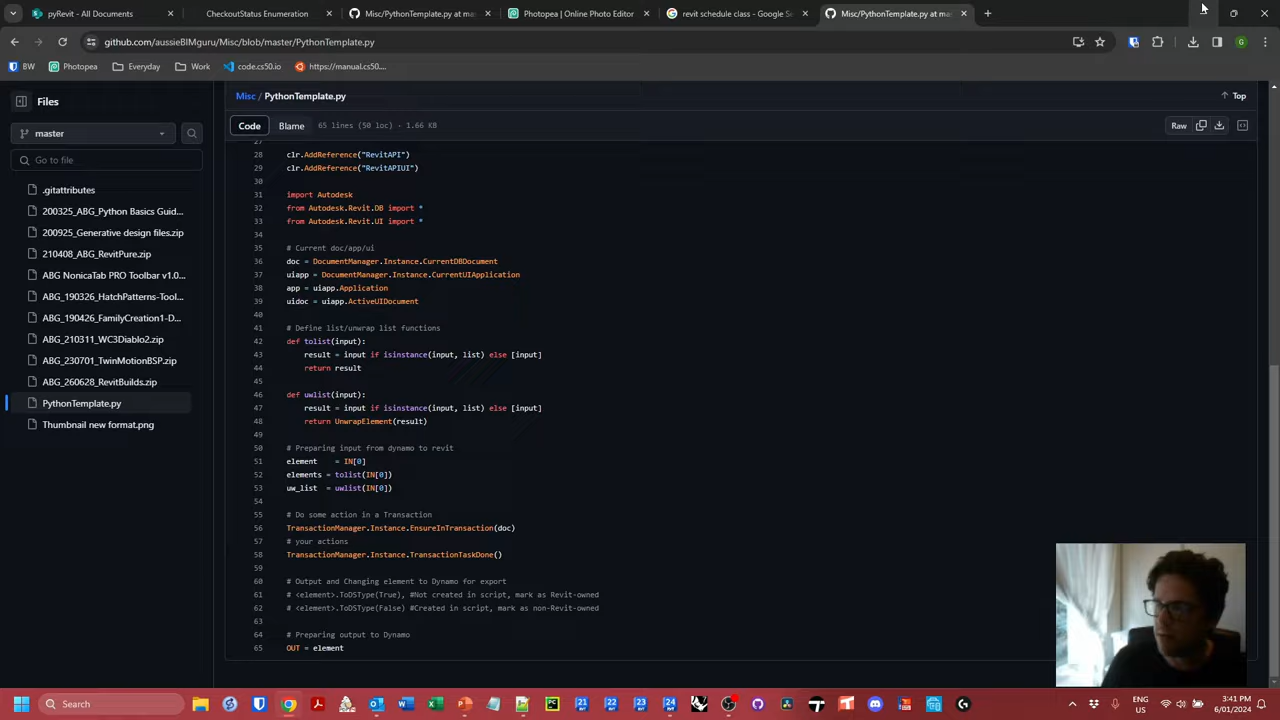 pyRevit - All Documents
CheckoutStatus Enumeration
Misc/PythonTemplate.py at ma
Photopea | Online Photo Editor
revit schedule class - Google Se
Misc/PythonTemplate.py at ma
github.com/aussieBIMguru/Misc/blob/master/PythonTemplate.py
BW
Photopea
Everyday
Work
code.cs50.io
https://manual.cs50....
Files
master
Go to file
.gitattributes
200325_ABG_Python Basics Guid...
200925_Generative design files.zip
210408_ABG_RevitPure.zip
ABG NonicaTab PRO Toolbar v1.0...
ABG_190326_HatchPatterns-Tool...
ABG_190426_FamilyCreation1-D...
ABG_210311_WC3Diablo2.zip
ABG_230701_TwinMotionBSP.zip
ABG_260628_RevitBuilds.zip
PythonTemplate.py
Thumbnail new format.png
Misc / PythonTemplate.py
Top
Code
Blame
65 lines (50 loc) · 1.66 KB
Raw
27
28 clr.AddReference("RevitAPI")
29 clr.AddReference("RevitAPIUI")
30
31 import Autodesk
32 from Autodesk.Revit.DB import *
33 from Autodesk.Revit.UI import *
34
35 # Current doc/app/ui
36 doc = DocumentManager.Instance.CurrentDBDocument
37 uiapp = DocumentManager.Instance.CurrentUIApplication
38 app = uiapp.Application
39 uidoc = uiapp.ActiveUIDocument
40
41 # Define list/unwrap list functions
42 def tolist(input):
43 result = input if isinstance(input, list) else [input]
44 return result
45
46 def uwlist(input):
47 result = input if isinstance(input, list) else [input]
48 return UnwrapElement(result)
49
50 # Preparing input from dynamo to revit
51 element = IN[0]
52 elements = tolist(IN[0])
53 uw_list = uwlist(IN[0])
54
55 # Do some action in a Transaction
56 TransactionManager.Instance.EnsureInTransaction(doc)
57 # your actions
58 TransactionManager.Instance.TransactionTaskDone()
59
60 # Output and Changing element to Dynamo for export
61 # <element>.ToDSType(True), #Not created in script, mark as Revit-owned
62 # <element>.ToDSType(False) #Created in script, mark as non-Revit-owned
63
64 # Preparing output to Dynamo
65 OUT = element
Search
ENG
US
3:41 PM
6/01/2024